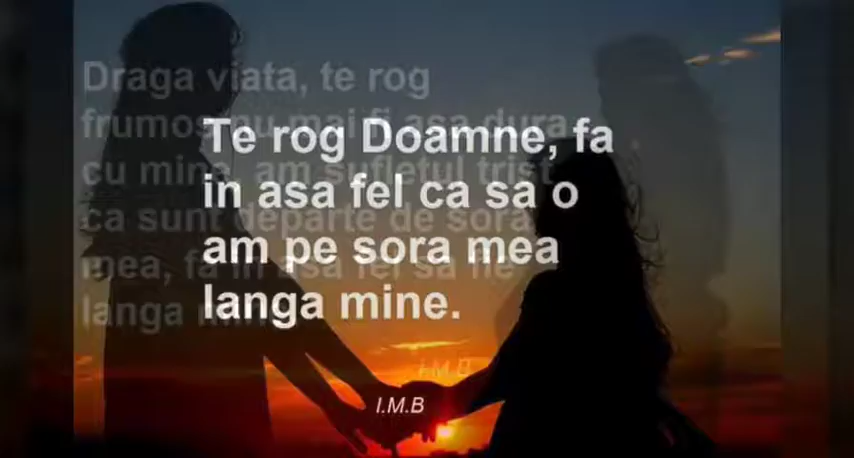 Te rog Doamne, fa
in asa fel ca sa o
am pe sora mea
langa mine.
I.M.B
Draga viata, te rog
frumos nu mai fi asa dura
cu mine, am sufletul trist
ca sunt departe de sora
mea, fa in asa fel sa fie
langa mine
I.M.B